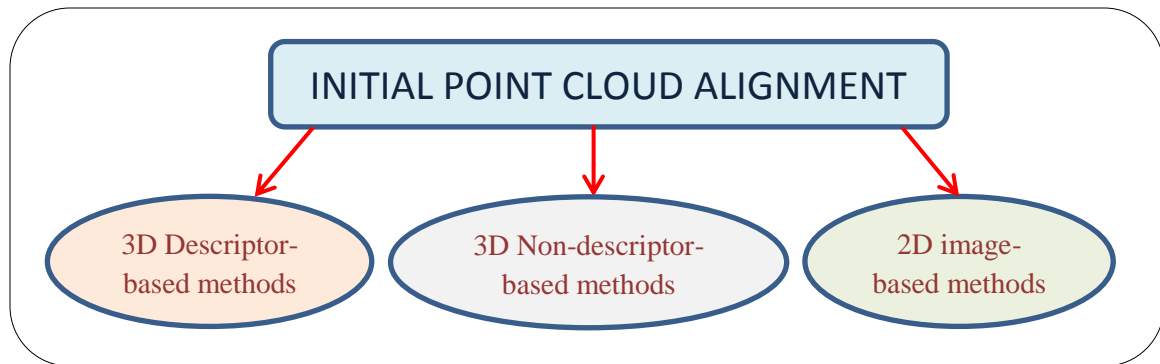 INITIAL POINT CLOUD ALIGNMENT
3D Descriptor-
based methods
3D Non-descriptor-
based methods
2D image-
based methods